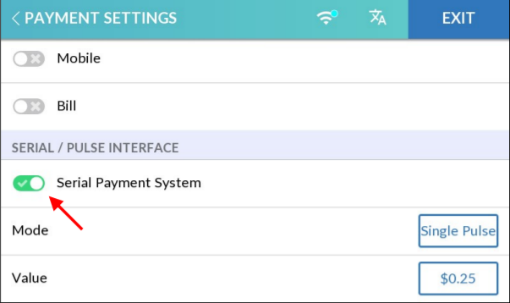 PAYMENT SETTINGS EXIT
Mobile
Bill
SERIAL / PULSE INTERFACE
Serial Payment System
Mode Single Pulse
Value $0.25